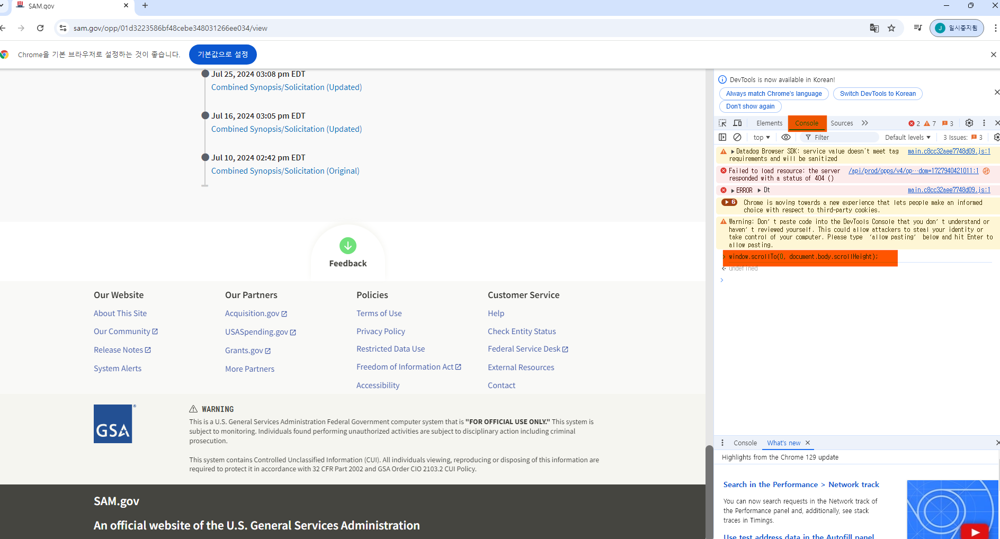 SAM.gov
sam.gov/opp/01d3223586bf48cebe348031266ee034/view
J 일시중지됨
Chrome을 기본 브라우저로 설정하는 것이 좋습니다. 기본값으로 설정
Jul 25, 2024 03:08 pm EDT
Combined Synopsis/Solicitation (Updated)
Jul 16, 2024 03:05 pm EDT
Combined Synopsis/Solicitation (Updated)
Jul 10, 2024 02:42 pm EDT
Combined Synopsis/Solicitation (Original)
Feedback
Our Website
About This Site
Our Community
Release Notes
System Alerts
Our Partners
Acquisition.gov
USASpending.gov
Grants.gov
More Partners
Policies
Terms of Use
Privacy Policy
Restricted Data Use
Freedom of Information Act
Accessibility
Customer Service
Help
Check Entity Status
Federal Service Desk
External Resources
Contact
GSA®
WARNING
This is a U.S. General Services Administration Federal Government computer system that is "FOR OFFICIAL USE ONLY." This system is
subject to monitoring. Individuals found performing unauthorized activities are subject to disciplinary action including criminal
prosecution.
This system contains Controlled Unclassified Information (CUI). All individuals viewing, reproducing or disposing of this information are
required to protect it in accordance with 32 CFR Part 2002 and GSA Order CIO 2103.2 CUI Policy.
SAM.gov
An official website of the U.S. General Services Administration
DevTools is now available in Korean!
Always match Chrome's language Switch DevTools to Korean
Don't show again
Elements Console Sources 2 7 3
top Filter Default levels 3 Issues: 3
Datadog Browser SDK: service value doesn't meet tag main.c8cc32aee7748d09.js:1
requirements and will be sanitized
Failed to load resource: the server /api/prod/opps/v4/op…dom=1727940421011:1
responded with a status of 404 ()
ERROR Dt main.c8cc32aee7748d09.js:1
6 Chrome is moving towards a new experience that lets people make an informed
choice with respect to third-party cookies.
Warning: Don't paste code into the DevTools Console that you don't understand or
haven't reviewed yourself. This could allow attackers to steal your identity or
take control of your computer. Please type 'allow pasting' below and hit Enter to
allow pasting.
> window.scrollTo(0, document.body.scrollHeight);
undefined
>
Console What's new
Highlights from the Chrome 129 update
Search in the Performance > Network track
You can now search requests in the Network track of
the Performance panel and, additionally, see stack
traces in Timings.
Use test address data in the Autofill panel